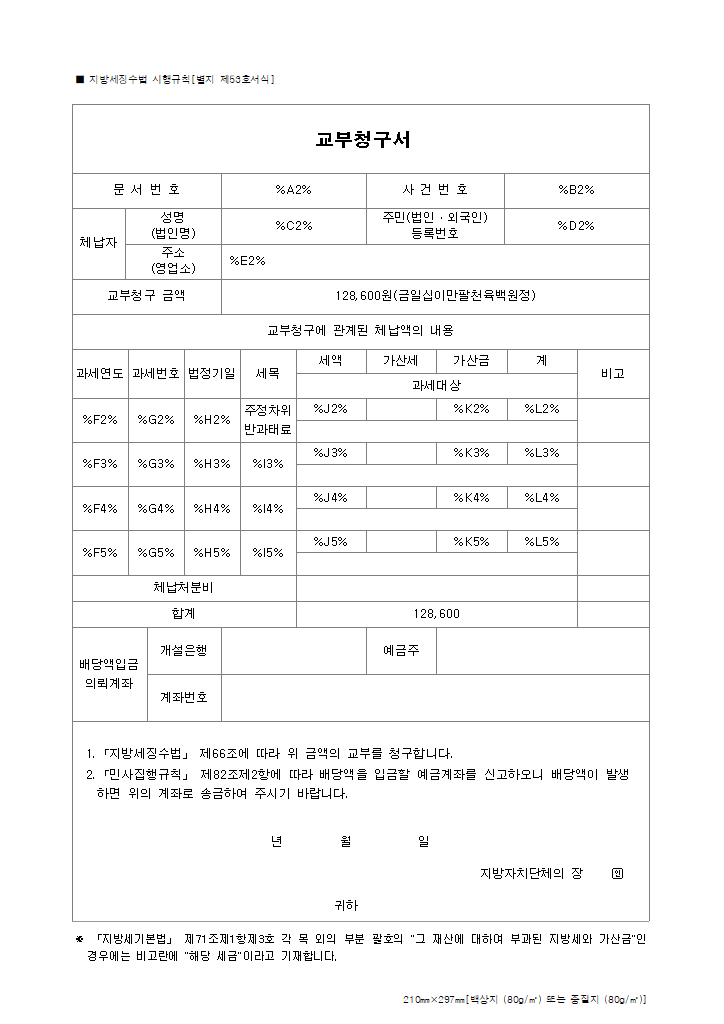 ■ 지방세징수법 시행규칙[별지 제53호서식]
교부청구서
문 서 번 호 %A2% 사 건 번 호 %B2%
체납자 성명 (법인명) %C2% 주민(법인·외국인) 등록번호 %D2%
주소 (영업소) %E2%
교부청구 금액 128,600원(금일십이만팔천육백원정)
교부청구에 관계된 체납액의 내용
과세연도 과세번호 법정기일 세목 세액 가산세 가산금 계 비고
과세대상
%F2% %G2% %H2% 주정차위반과태료 %J2% %K2% %L2%
%F3% %G3% %H3% %I3% %J3% %K3% %L3%
%F4% %G4% %H4% %I4% %J4% %K4% %L4%
%F5% %G5% %H5% %I5% %J5% %K5% %L5%
체납처분비
합계 128,600
배당액입금 의뢰계좌 개설은행 예금주
계좌번호
1. 「지방세징수법」 제66조에 따라 위 금액의 교부를 청구합니다.
2. 「민사집행규칙」 제82조제2항에 따라 배당액을 입금할 예금계좌를 신고하오니 배당액이 발생
하면 위의 계좌로 송금하여 주시기 바랍니다.
년 월 일
지방자치단체의 장 인
귀하
※ 「지방세기본법」 제71조제1항제3호 각 목 외의 부분 괄호의 "그 재산에 대하여 부과된 지방세와 가산금"인
경우에는 비고란에 "해당 세금"이라고 기재합니다.
210㎜×297㎜[백상지 (80g/㎡) 또는 중질지 (80g/㎡)]